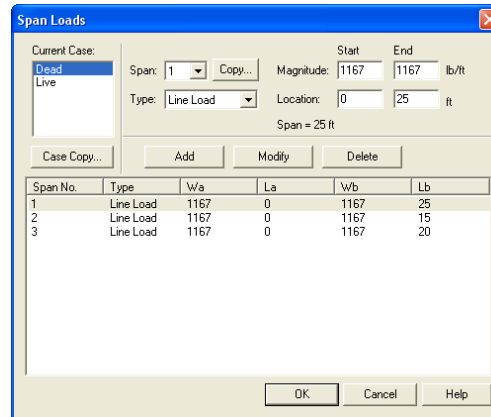 Span Loads
Current Case:
Dead
Live
Span: 1 Copy...
Type: Line Load
Start End
Magnitude: 1167 1167 lb/ft
Location: 0 25 ft
Span = 25 ft
Case Copy... Add Modify Delete
Span No. Type Wa La Wb Lb
1 Line Load 1167 0 1167 25
2 Line Load 1167 0 1167 15
3 Line Load 1167 0 1167 20
OK Cancel Help